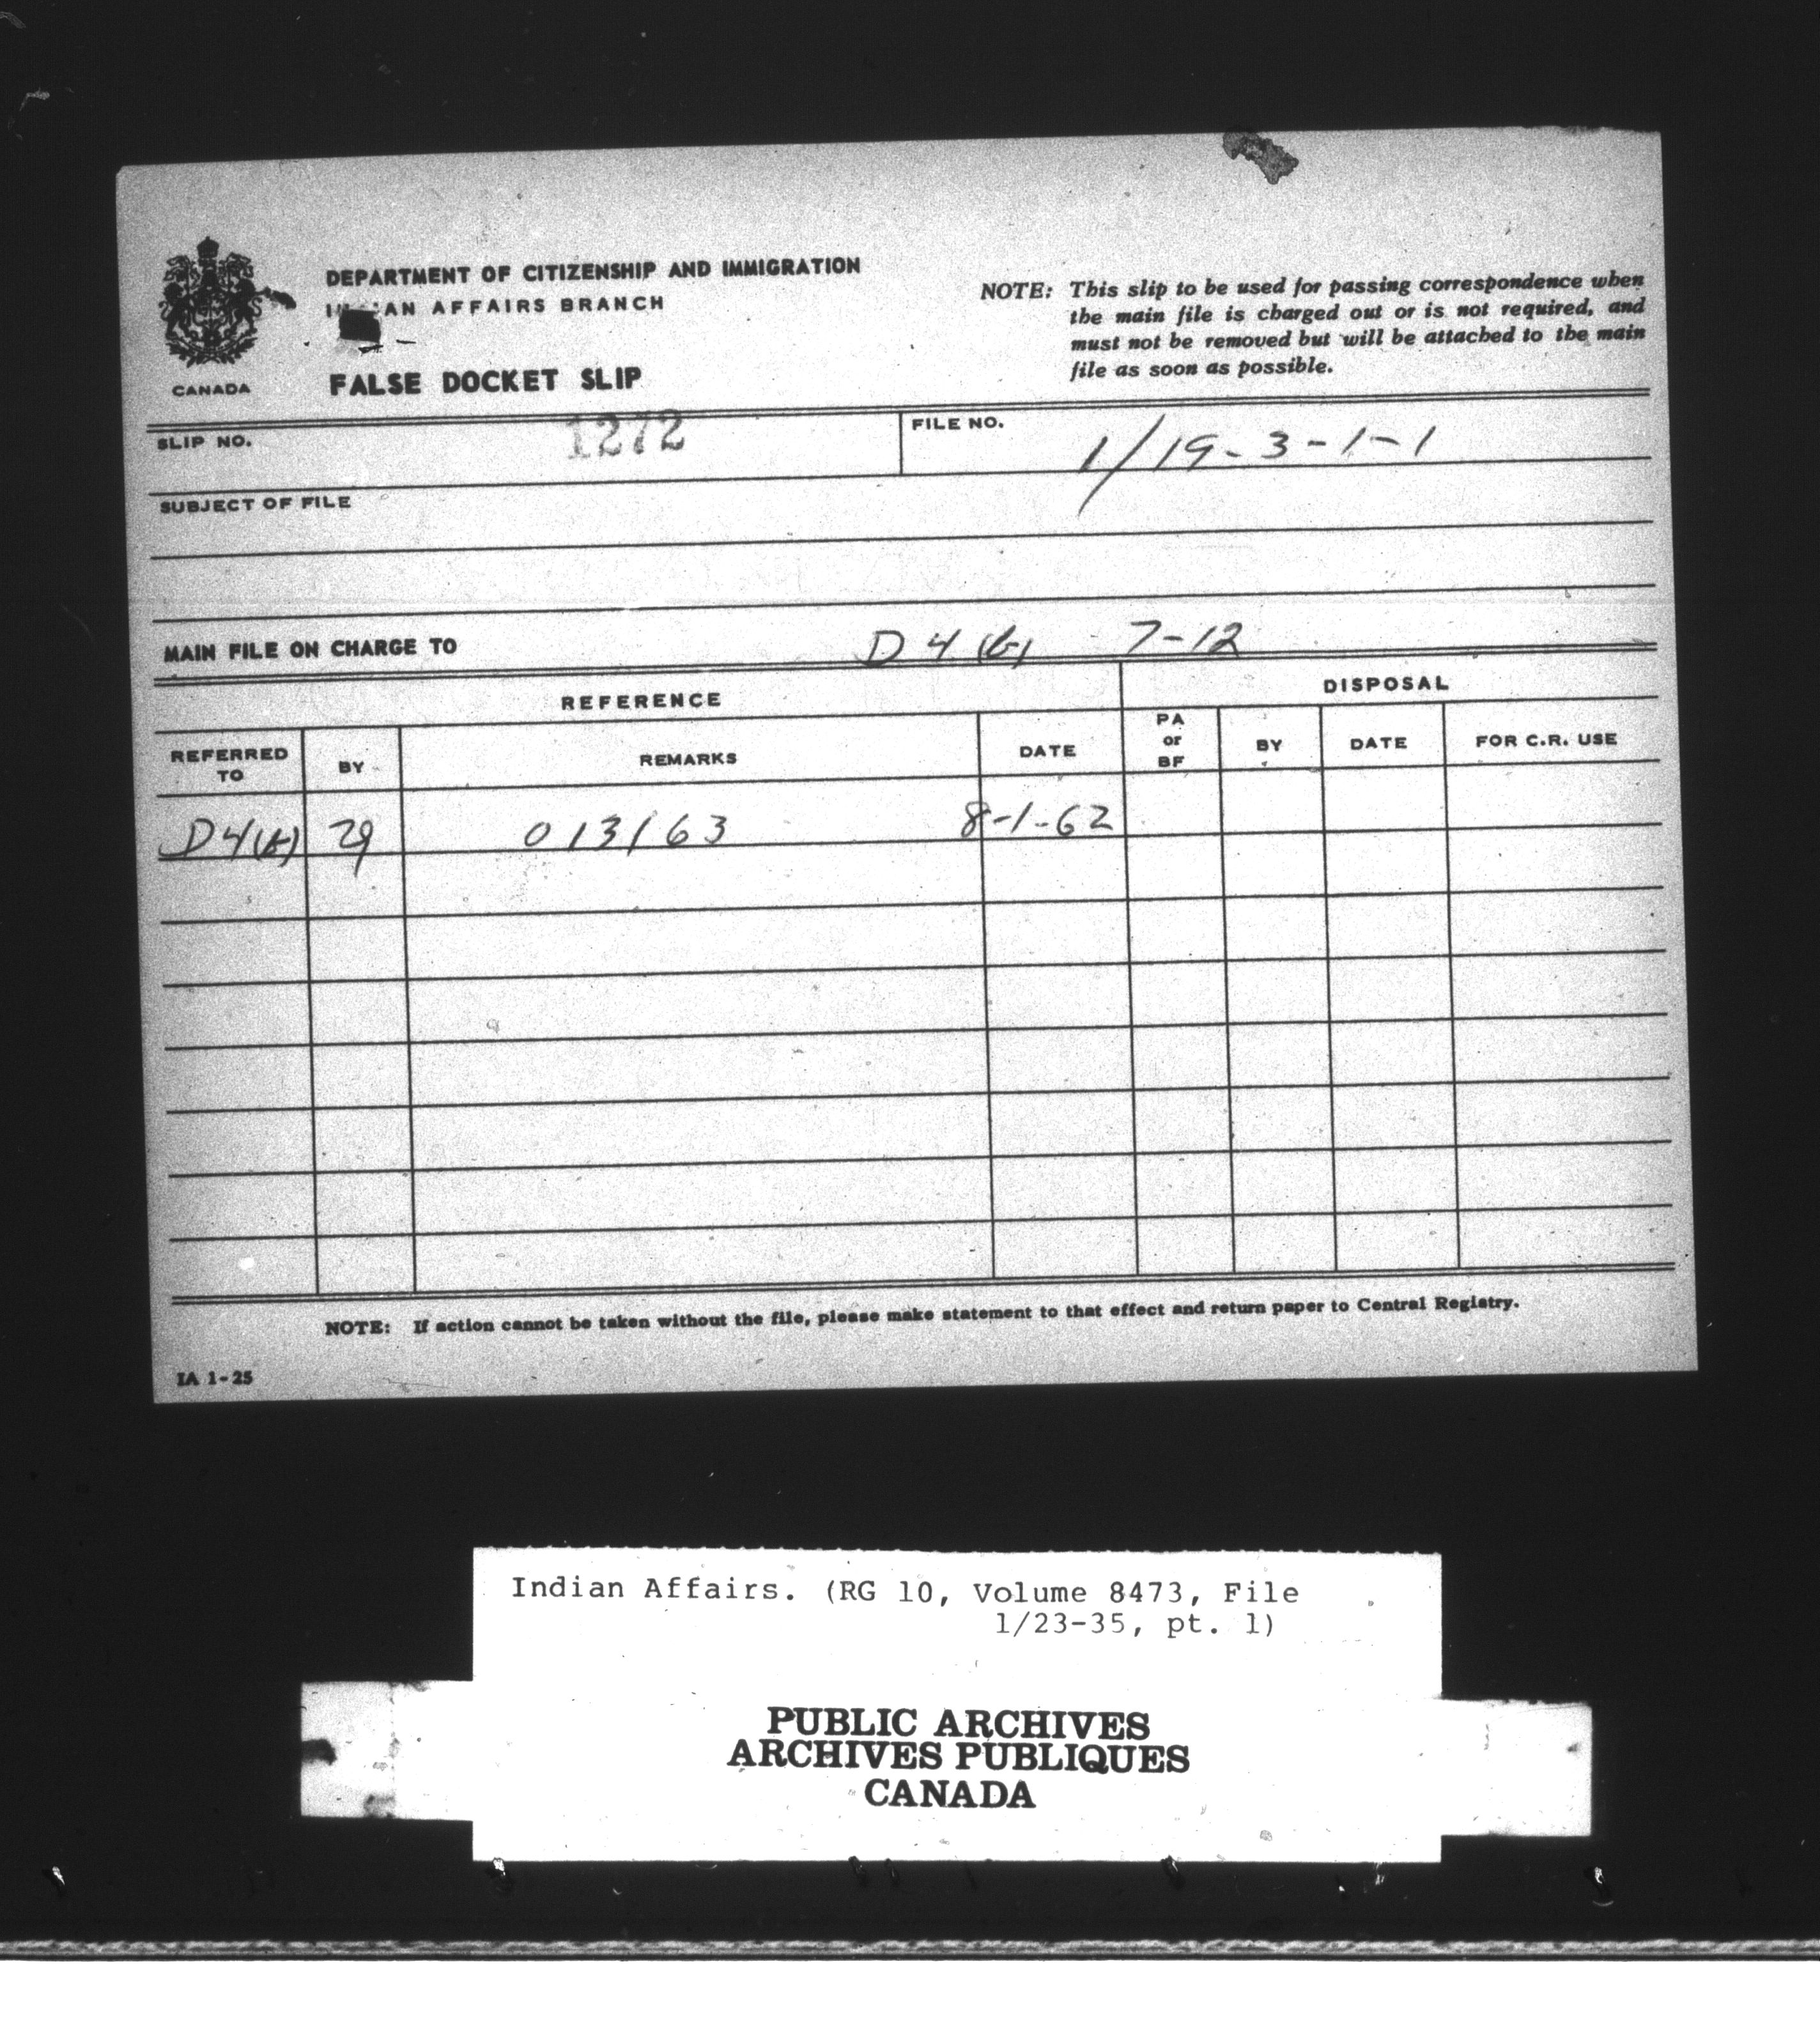 DEPARTMENT OF CITIZENSHIP AND IMMIGRATION
INDIAN AFFAIRS BRANCH
CANADA
FALSE DOCKET SLIP
NOTE: This slip to be used for passing correspondence when
the main file is charged out or is not required, and
must not be removed but will be attached to the main
file as soon as possible.
SLIP NO. 1272 FILE NO. 1/19-3-1-1
SUBJECT OF FILE
MAIN FILE ON CHARGE TO D4 7-12
REFERENCE DISPOSAL
REFERRED TO BY REMARKS DATE PA or BF BY DATE FOR C.R. USE
D4 013163 8-1-62
NOTE: If action cannot be taken without the file, please make statement to that effect and return paper to Central Registry.
IA 1-25
Indian Affairs. (RG 10, Volume 8473, File
1/23-35, pt. 1)
PUBLIC ARCHIVES
ARCHIVES PUBLIQUES
CANADA